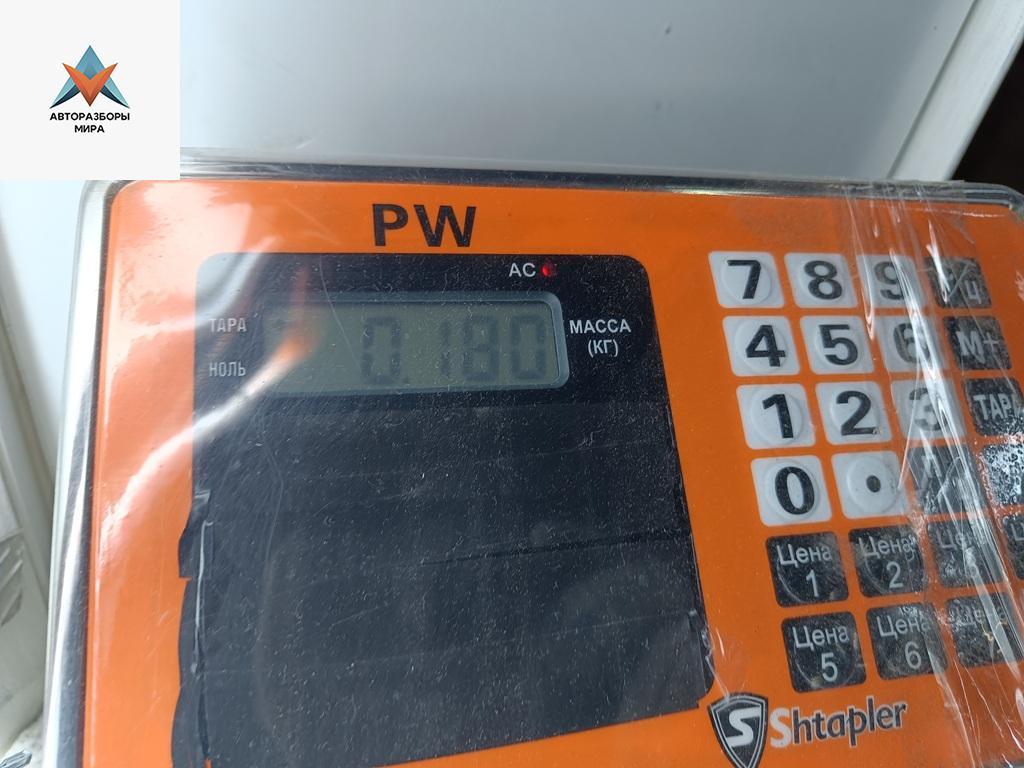 АВТОРАЗБОРЫ
МИРА
PW
AC
ТАРА
НОЛЬ
0.180
МАССА
(КГ)
7 8 9
4 5 6 М+
1 2 3 ТАРА
0 .
Цена 1
Цена 2
Цена 5
Цена 6
Shtapler